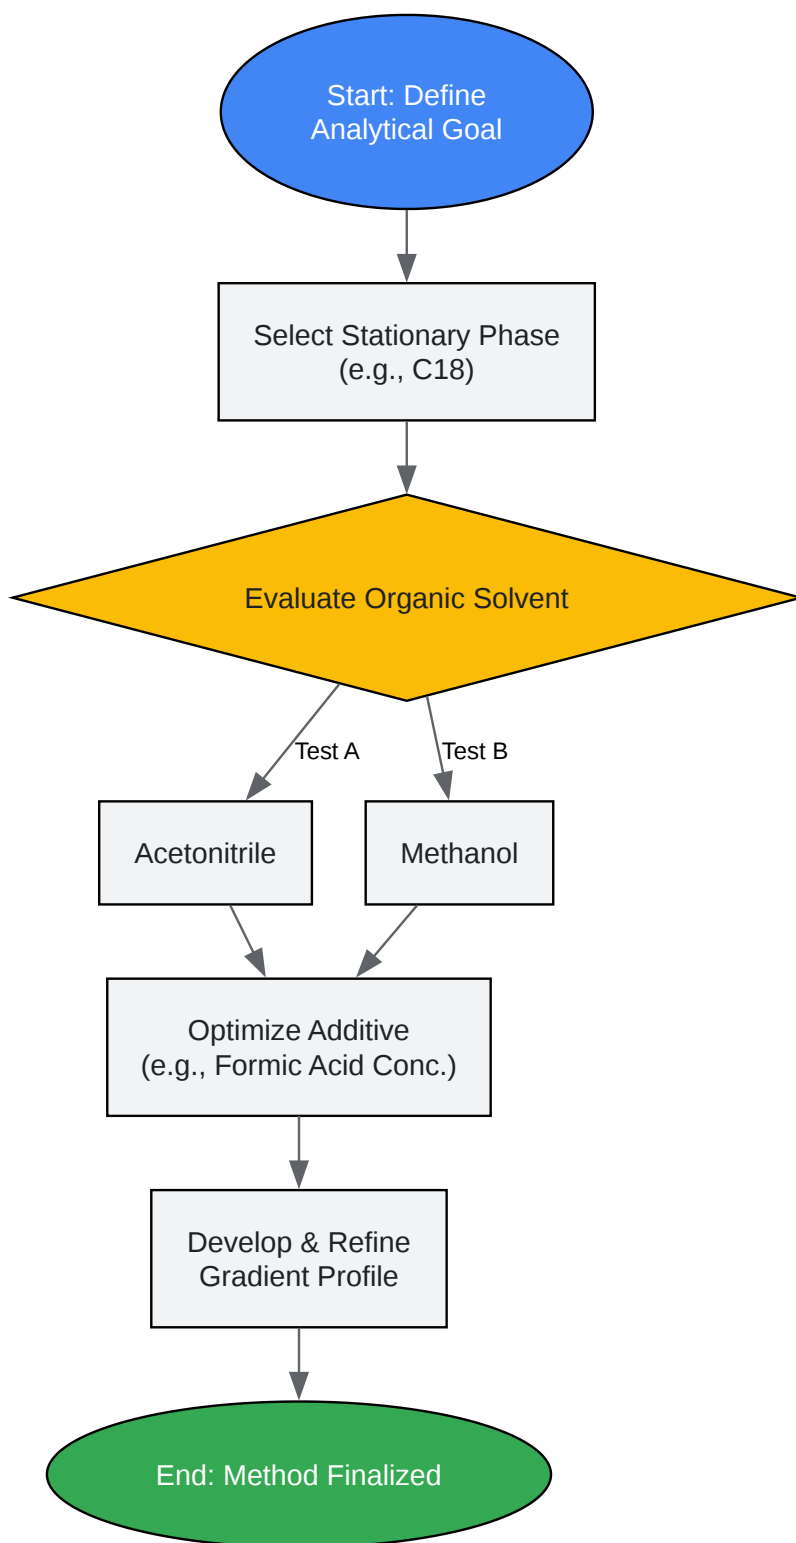 Start: Define
Analytical Goal
Select Stationary Phase
(e.g., C18)
Evaluate Organic Solvent
Test A
Test B
Acetonitrile
Methanol
Optimize Additive
(e.g., Formic Acid Conc.)
Develop & Refine
Gradient Profile
End: Method Finalized